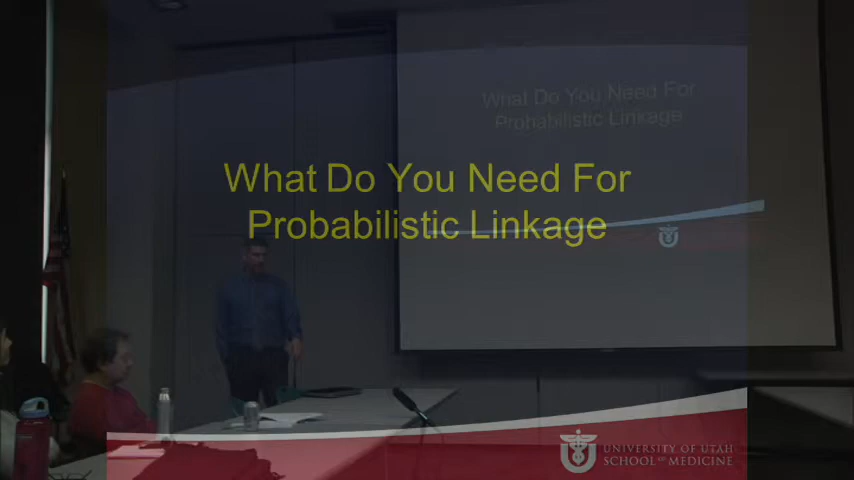 What Do You Need For
Probabilistic Linkage
What Do You Need For
Probabilistic Linkage
UNIVERSITY OF UTAH
SCHOOL OF MEDICINE